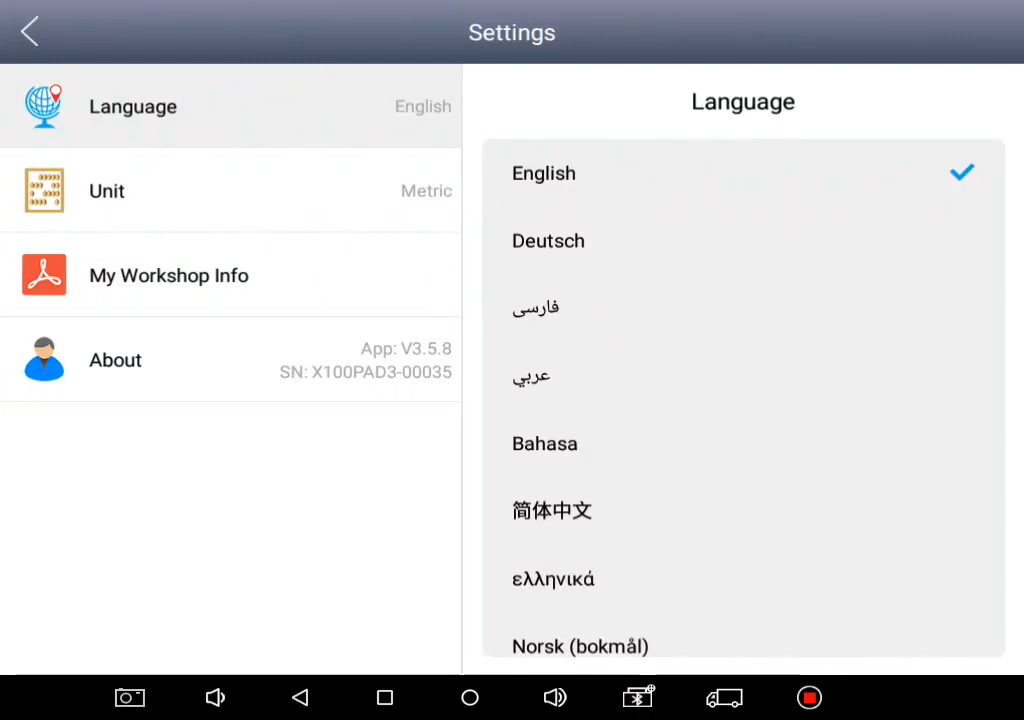 Settings
Language English
Unit Metric
My Workshop Info
About App: V3.5.8
SN: X100PAD3-00035
Language
English
Deutsch
فارسی
عربي
Bahasa
简体中文
ελληνικά
Norsk (bokmål)